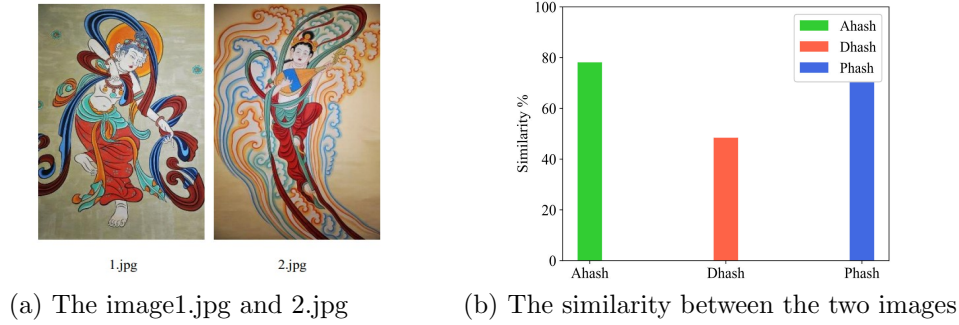 1.jpg
2.jpg
(a) The image1.jpg and 2.jpg
100
80
60
40
20
0
Similarity %
Ahash
Dhash
Phash
Ahash
Dhash
Phash
(b) The similarity between the two images